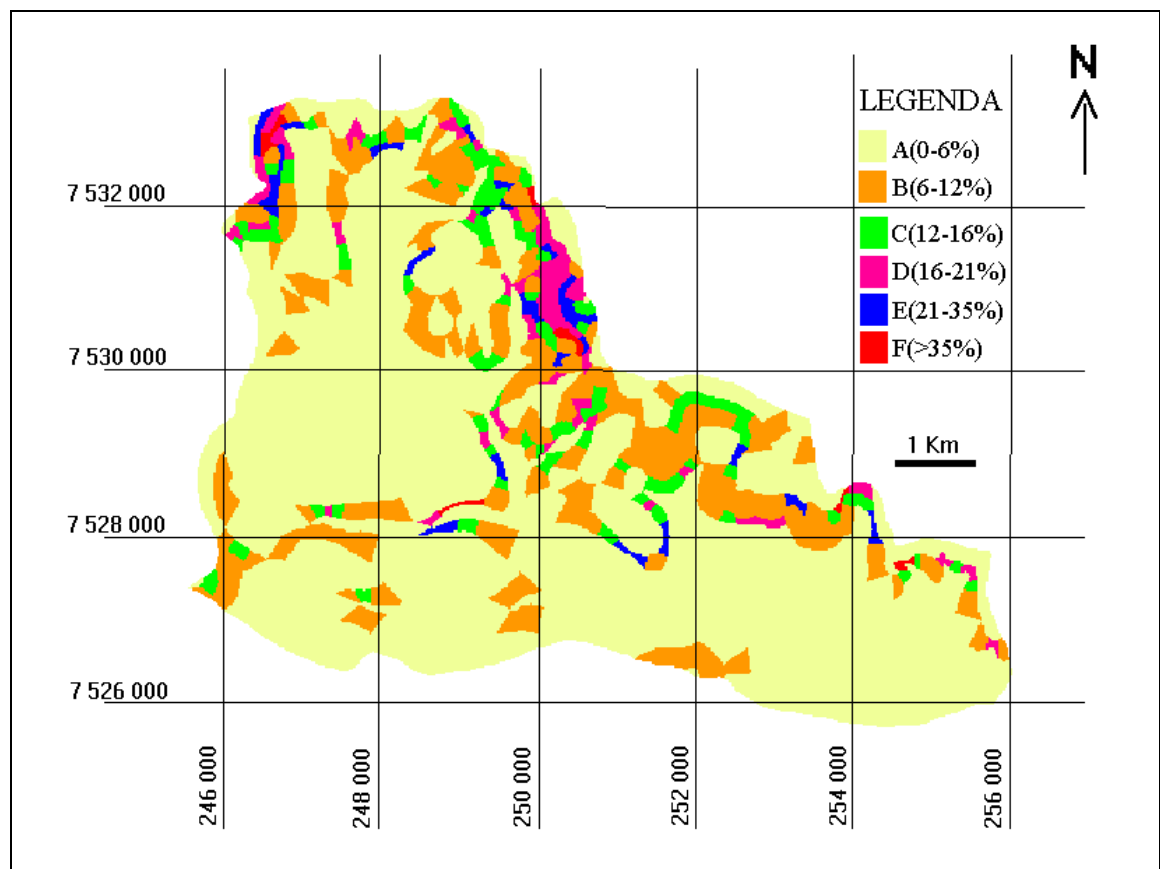 N
LEGENDA
A(0-6%)
B(6-12%)
C(12-16%)
D(16-21%)
E(21-35%)
F(>35%)
1 Km
7 532 000
7 530 000
7 528 000
7 526 000
246 000
248 000
250 000
252 000
254 000
256 000